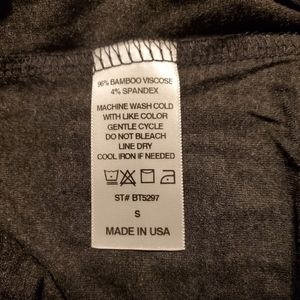 96% BAMBOO VISCOSE
4% SPANDEX
MACHINE WASH COLD
WITH LIKE COLOR
GENTLE CYCLE
DO NOT BLEACH
LINE DRY
COOL IRON IF NEEDED
ST# BT5297
S
MADE IN USA